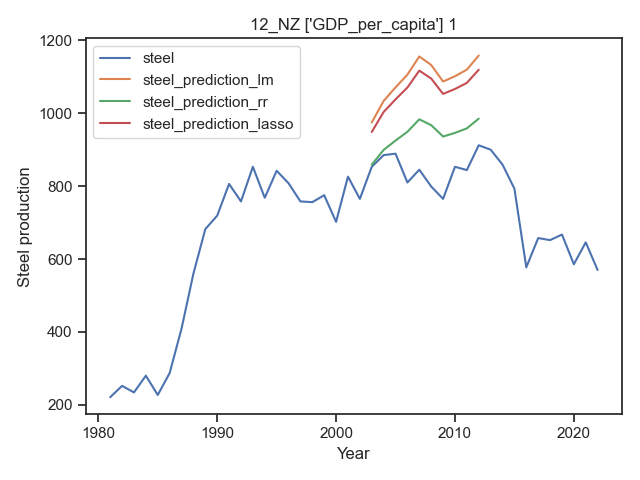 12_NZ ['GDP_per_capita'] 1
steel
steel_prediction_lm
steel_prediction_rr
steel_prediction_lasso
Steel production
1200
1000
800
600
400
200
1980
1990
2000
2010
2020
Year